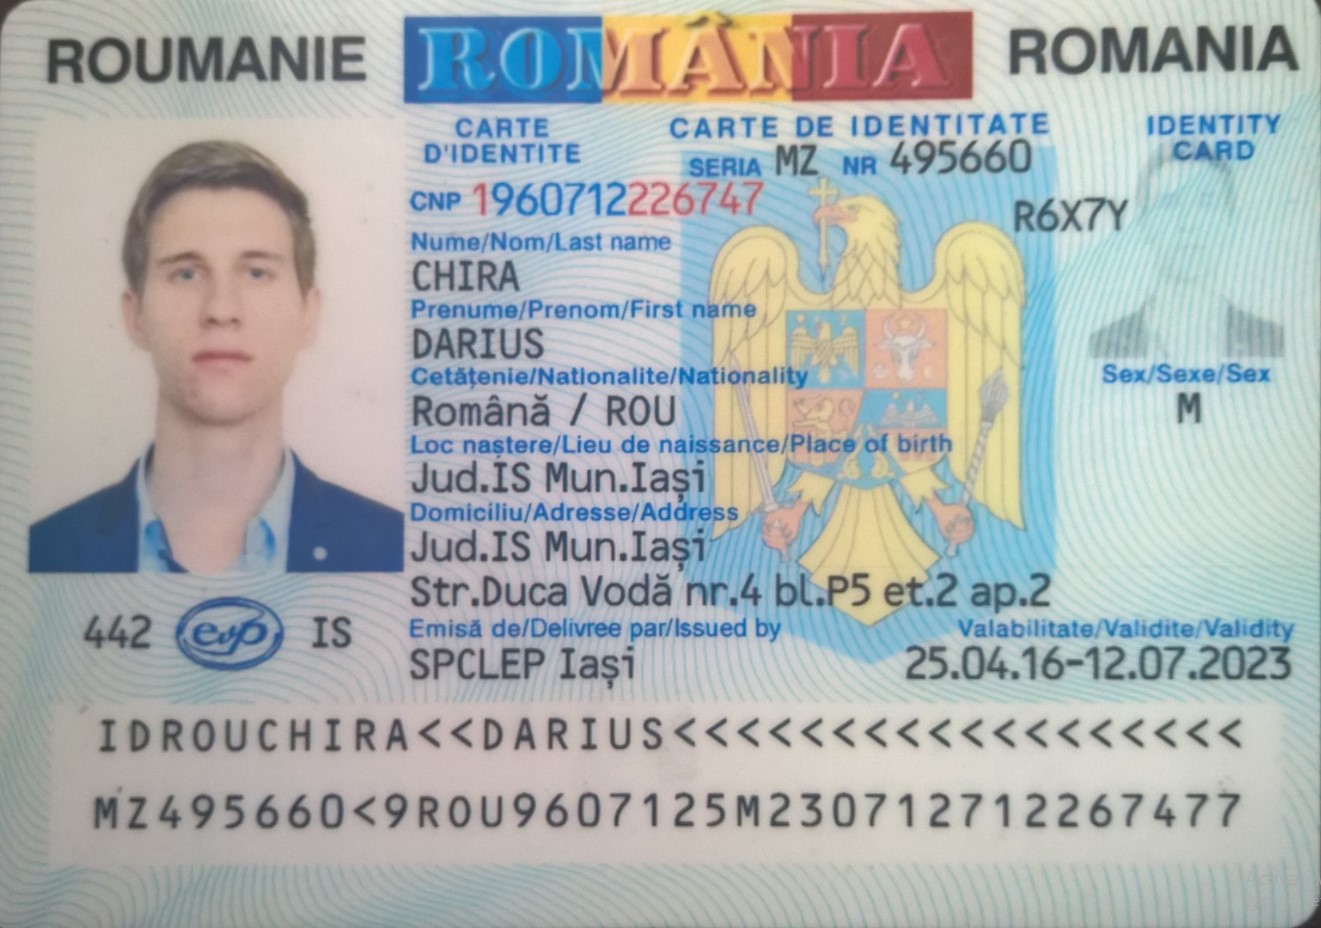 ROUMANIE ROMÂNIA ROMANIA
CARTE D'IDENTITE
CARTE DE IDENTITATE
IDENTITY CARD
SERIA MZ NR 495660
CNP 1960712226747
R6X7Y
Nume/Nom/Last name
CHIRA
Prenume/Prenom/First name
DARIUS
Cetăţenie/Nationalite/Nationality
Română / ROU
Sex/Sexe/Sex
M
Loc naștere/Lieu de naissance/Place of birth
Jud.IS Mun.Iași
Domiciliu/Adresse/Address
Jud.IS Mun.Iași
Str.Duca Vodă nr.4 bl.P5 et.2 ap.2
442 evp IS
Emisă de/Delivree par/Issued by
SPCLEP Iași
Valabilitate/Validite/Validity
25.04.16-12.07.2023
IDROUCHIRA<<DARIUS<<<<<<<<<<<<<<<<<<
MZ495660<9ROU9607125M230712712267477